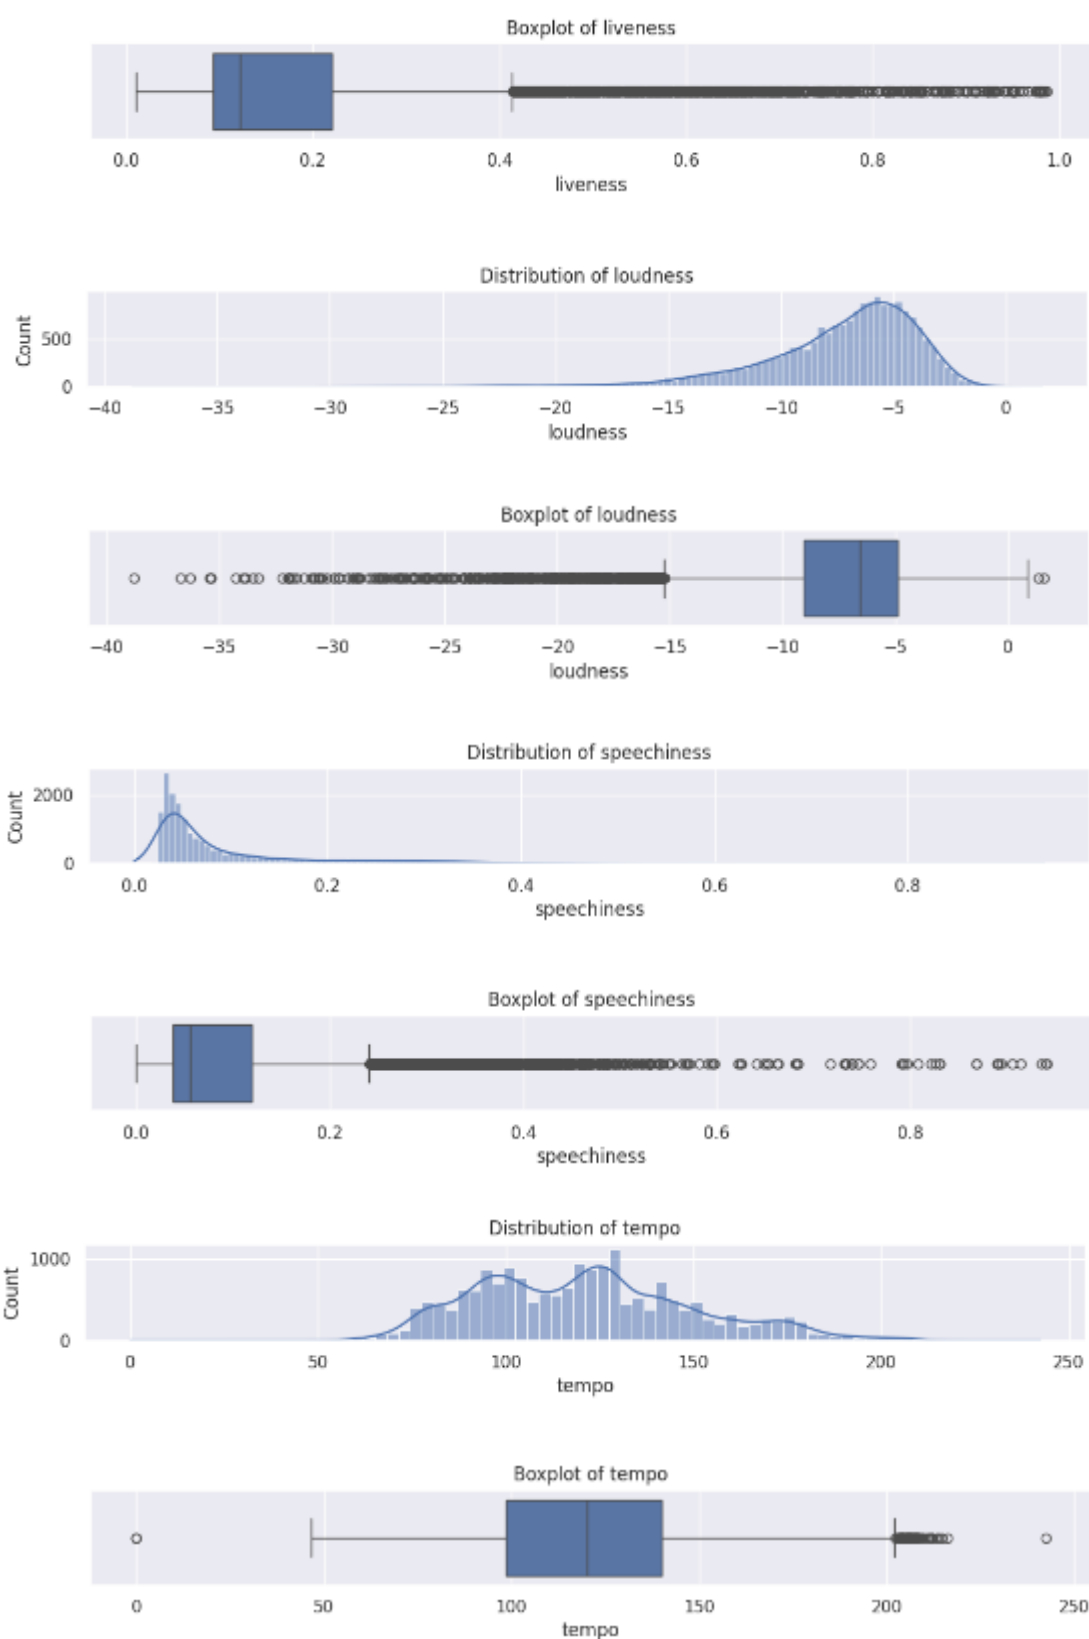 Boxplot of liveness
0.0 0.2 0.4 0.6 0.8 1.0
liveness
Distribution of loudness
Count
500
0
−40 −35 −30 −25 −20 −15 −10 −5 0
loudness
Boxplot of loudness
−40 −35 −30 −25 −20 −15 −10 −5 0
loudness
Distribution of speechiness
Count
2000
0
0.0 0.2 0.4 0.6 0.8
speechiness
Boxplot of speechiness
0.0 0.2 0.4 0.6 0.8
speechiness
Distribution of tempo
Count
1000
0
0 50 100 150 200 250
tempo
Boxplot of tempo
0 50 100 150 200 250
tempo